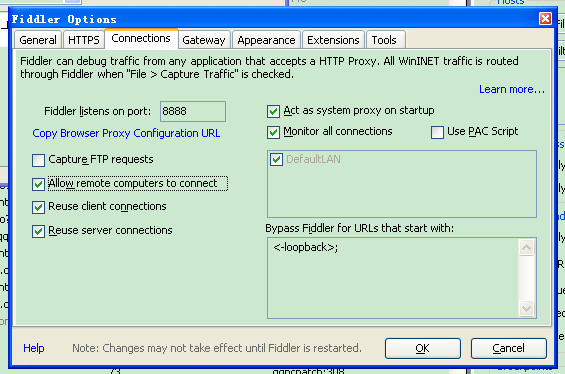 Fiddler Options
General HTTPS Connections Gateway Appearance Extensions Tools
Fiddler can debug traffic from any application that accepts a HTTP Proxy. All WinINET traffic is routed
through Fiddler when "File > Capture Traffic" is checked.
Learn more...
Fiddler listens on port: 8888
Copy Browser Proxy Configuration URL
Capture FTP requests
Allow remote computers to connect
Reuse client connections
Reuse server connections
Act as system proxy on startup
Monitor all connections Use PAC Script
DefaultLAN
Bypass Fiddler for URLs that start with:
<-loopback>;
Help Note: Changes may not take effect until Fiddler is restarted. OK Cancel